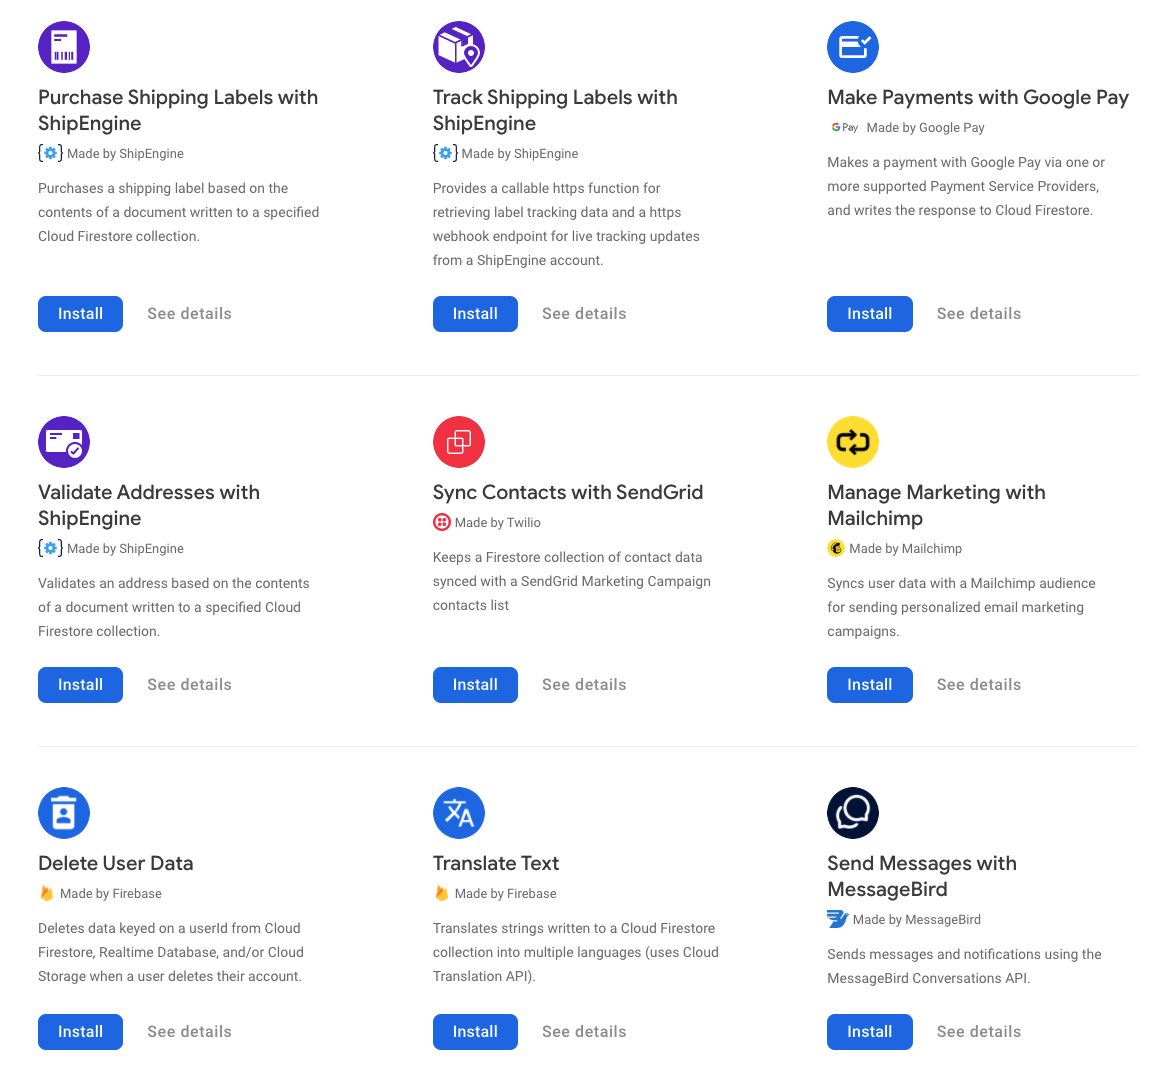 Purchase Shipping Labels with
ShipEngine
Made by ShipEngine
Purchases a shipping label based on the
contents of a document written to a specified
Cloud Firestore collection.
Install See details
Track Shipping Labels with
ShipEngine
Made by ShipEngine
Provides a callable https function for
retrieving label tracking data and a https
webhook endpoint for live tracking updates
from a ShipEngine account.
Install See details
Make Payments with Google Pay
G Pay Made by Google Pay
Makes a payment with Google Pay via one or
more supported Payment Service Providers,
and writes the response to Cloud Firestore.
Install See details
Validate Addresses with
ShipEngine
Made by ShipEngine
Validates an address based on the contents
of a document written to a specified Cloud
Firestore collection.
Install See details
Sync Contacts with SendGrid
Made by Twilio
Keeps a Firestore collection of contact data
synced with a SendGrid Marketing Campaign
contacts list
Install See details
Manage Marketing with
Mailchimp
Made by Mailchimp
Syncs user data with a Mailchimp audience
for sending personalized email marketing
campaigns.
Install See details
Delete User Data
Made by Firebase
Deletes data keyed on a userId from Cloud
Firestore, Realtime Database, and/or Cloud
Storage when a user deletes their account.
Install See details
Translate Text
Made by Firebase
Translates strings written to a Cloud Firestore
collection into multiple languages (uses Cloud
Translation API).
Install See details
Send Messages with
MessageBird
Made by MessageBird
Sends messages and notifications using the
MessageBird Conversations API.
Install See details